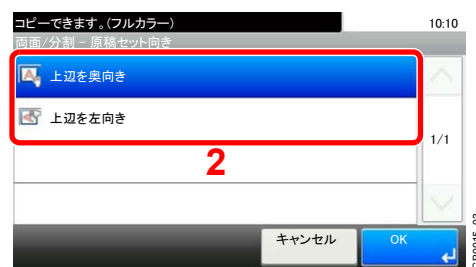 コピーできます。(フルカラー)
10:10
両面/分割 - 原稿セット向き
上辺を奥向き
上辺を左向き
1/1
2
キャンセル
OK